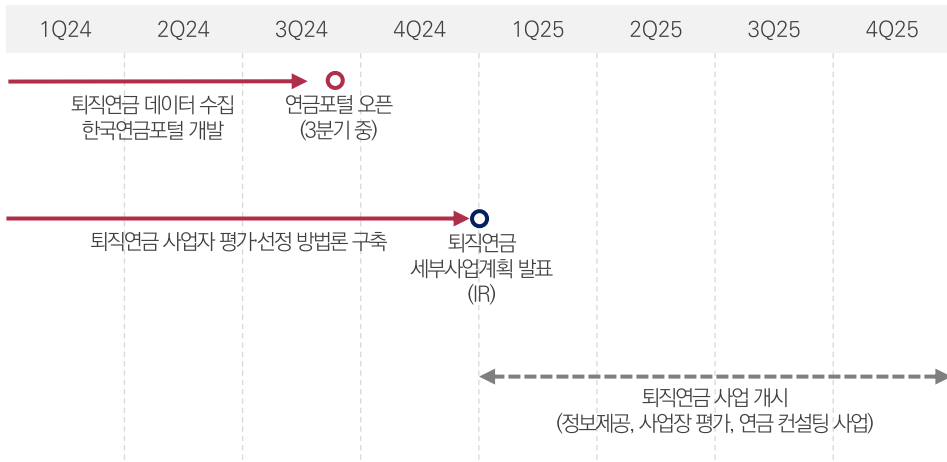 1Q24 2Q24 3Q24 4Q24 1Q25 2Q25 3Q25 4Q25
퇴직연금 데이터 수집
한국연금포털 개발
연금포털 오픈
(3분기 중)
퇴직연금 사업자 평가·선정 방법론 구축
퇴직연금
세부사업계획 발표
(IR)
퇴직연금 사업 개시
(정보제공, 사업장 평가, 연금 컨설팅 사업)